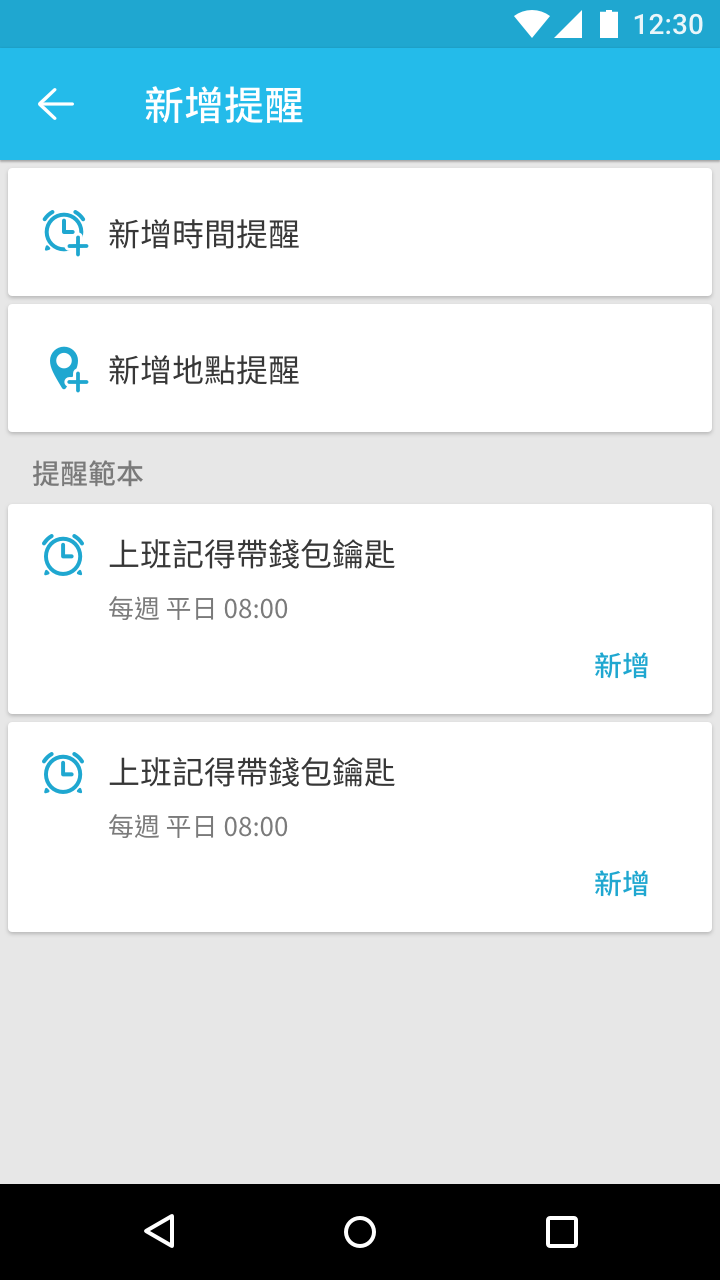 12:30
新增提醒
新增時間提醒
新增地點提醒
提醒範本
上班記得帶錢包鑰匙
每週 平日 08:00
新增
上班記得帶錢包鑰匙
每週 平日 08:00
新增